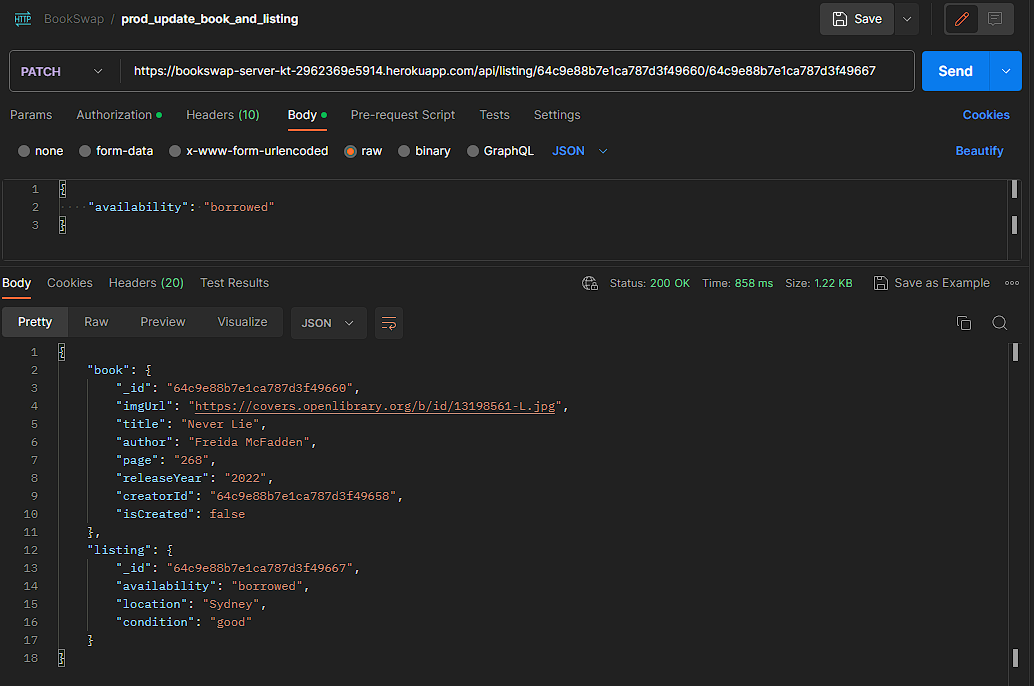 HTTP BookSwap / prod_update_book_and_listing Save
PATCH https://bookswap-server-kt-2962369e5914.herokuapp.com/api/listing/64c9e88b7e1ca787d3f49660/64c9e88b7e1ca787d3f49667 Send
Params Authorization Headers (10) Body Pre-request Script Tests Settings Cookies
none form-data x-www-form-urlencoded raw binary GraphQL JSON Beautify
1 {
2 ····"availability":·"borrowed"
3 }
Body Cookies Headers (20) Test Results Status: 200 OK Time: 858 ms Size: 1.22 KB Save as Example
Pretty Raw Preview Visualize JSON
1 {
2 "book": {
3 "_id": "64c9e88b7e1ca787d3f49660",
4 "imgUrl": "https://covers.openlibrary.org/b/id/13198561-L.jpg",
5 "title": "Never Lie",
6 "author": "Freida McFadden",
7 "page": "268",
8 "releaseYear": "2022",
9 "creatorId": "64c9e88b7e1ca787d3f49658",
10 "isCreated": false
11 },
12 "listing": {
13 "_id": "64c9e88b7e1ca787d3f49667",
14 "availability": "borrowed",
15 "location": "Sydney",
16 "condition": "good"
17 }
18 }